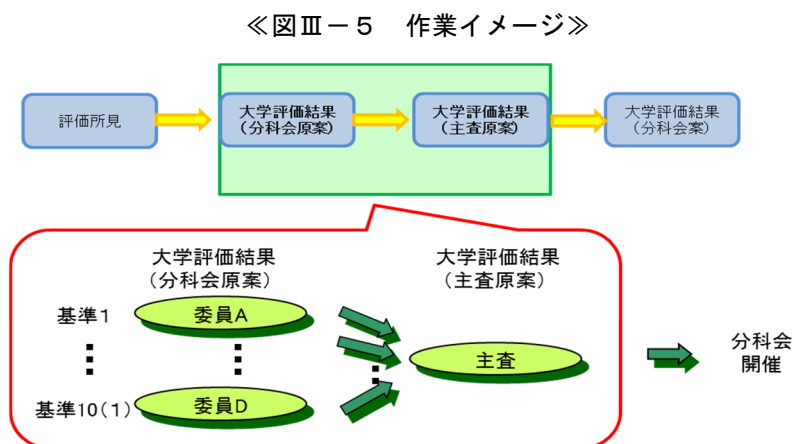 ≪図Ⅲ－５ 作業イメージ≫
評価所見
大学評価結果
（分科会原案）
大学評価結果
（主査原案）
大学評価結果
（分科会案）
大学評価結果
（分科会原案）
大学評価結果
（主査原案）
基準1
委員A
主査
分科会
開催
基準10(1)
委員D